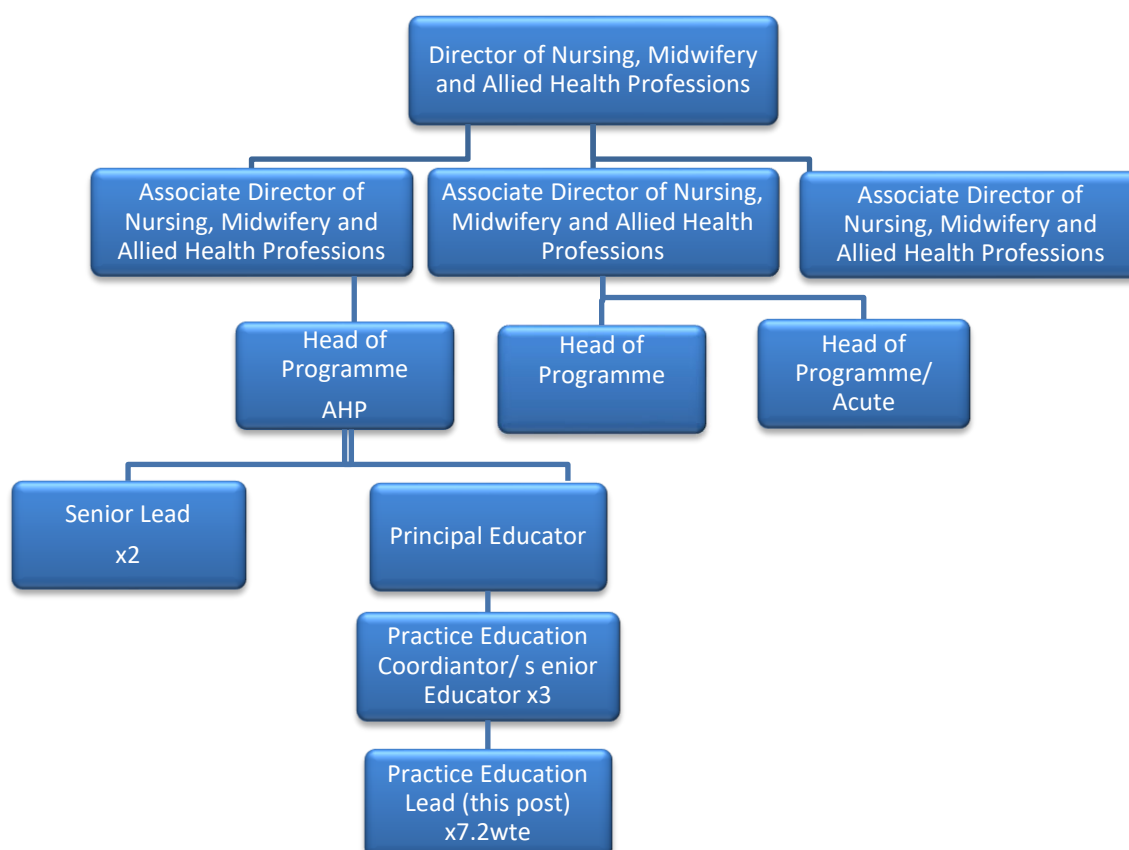 Director of Nursing, Midwifery
and Allied Health Professions
Associate Director of
Nursing, Midwifery and
Allied Health Professions
Associate Director of Nursing,
Midwifery and Allied Health
Professions
Associate Director of
Nursing, Midwifery and
Allied Health Professions
Head of
Programme
AHP
Head of
Programme
Head of
Programme/
Acute
Senior Lead
x2
Principal Educator
Practice Education
Coordiantor/ s enior
Educator x3
Practice Education
Lead (this post)
x7.2wte